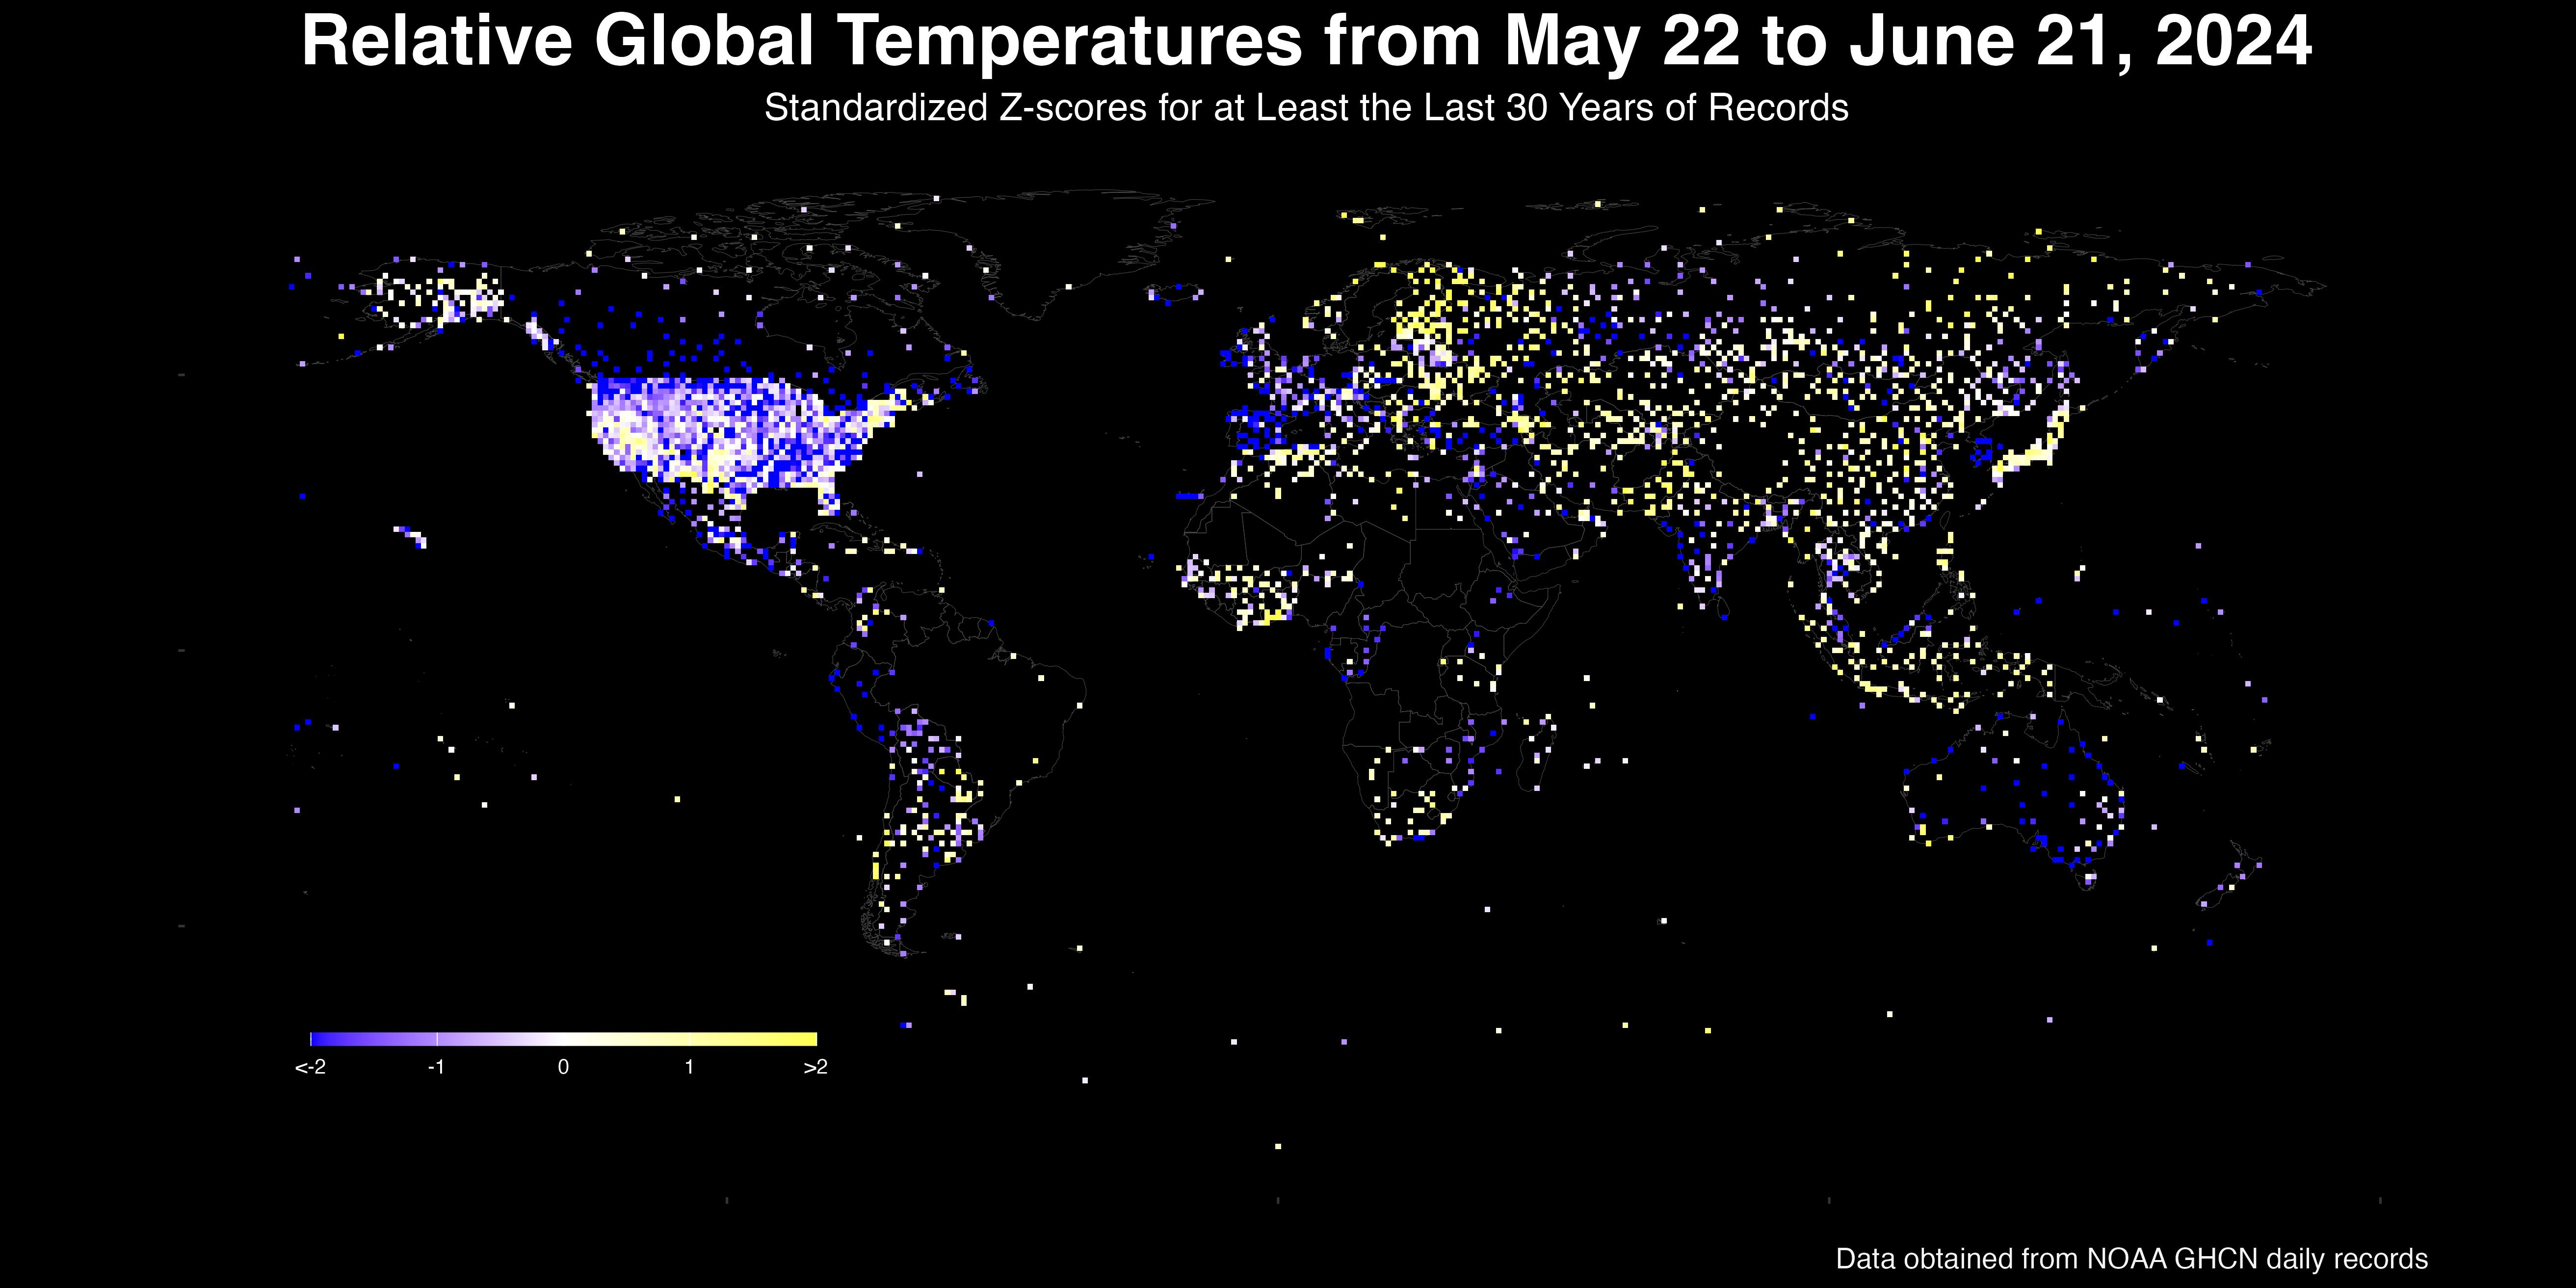 Relative Global Temperatures from May 22 to June 21, 2024
Standardized Z-scores for at Least the Last 30 Years of Records
<-2 -1 0 1 >2
Data obtained from NOAA GHCN daily records